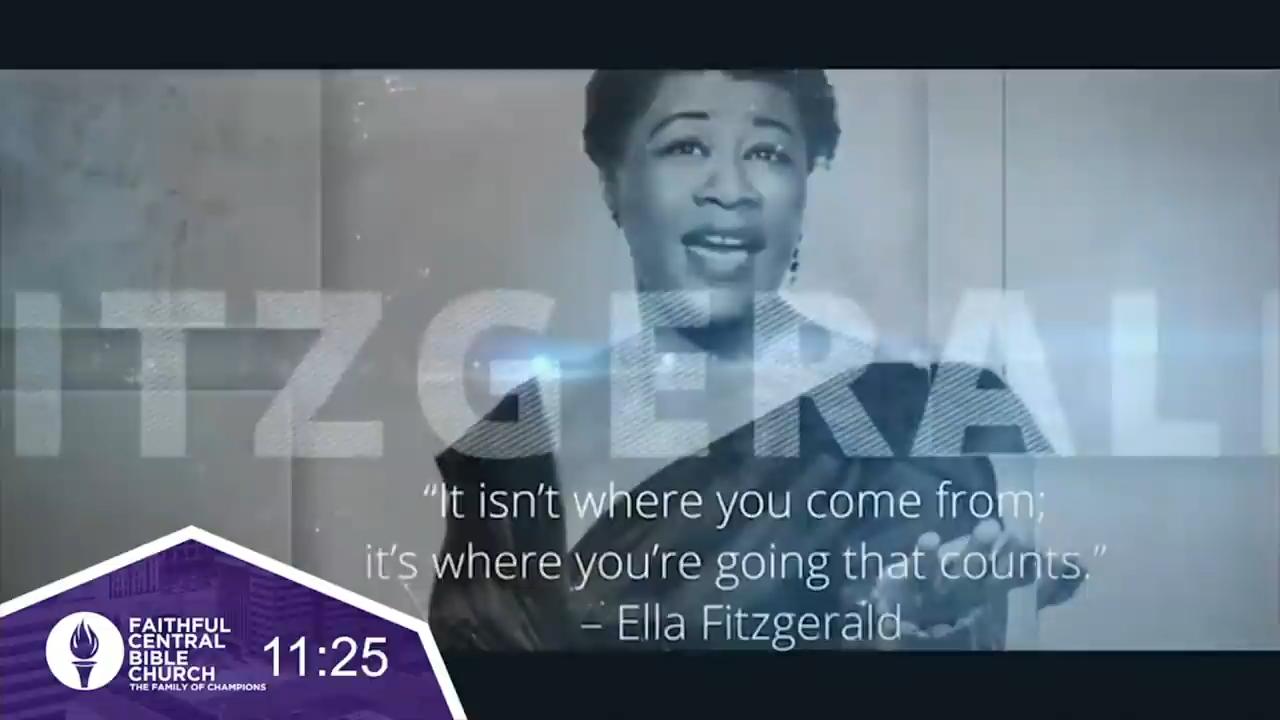 ITZGERAL
“It isn’t where you come from;
it’s where you’re going that counts.”
– Ella Fitzgerald
FAITHFUL
CENTRAL
BIBLE
CHURCH
THE FAMILY OF CHAMPIONS
11:25